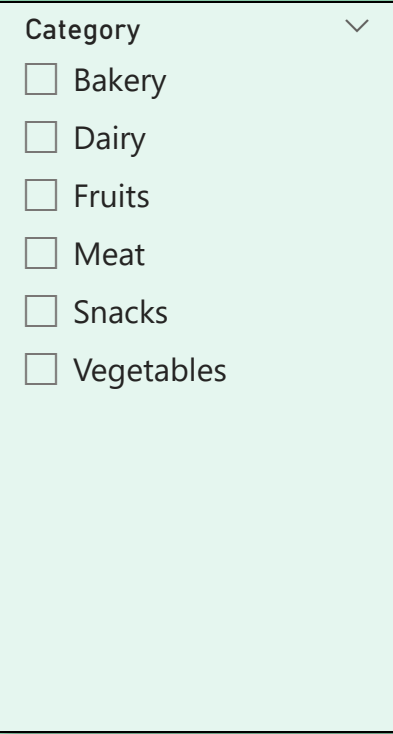 Category
Bakery
Dairy
Fruits
Meat
Snacks
Vegetables